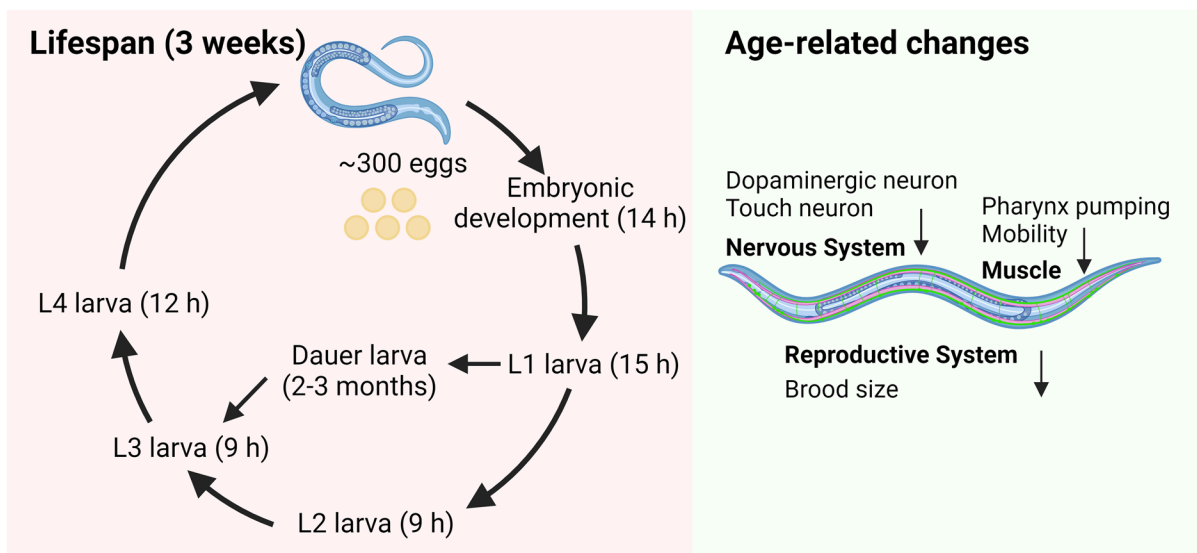 Lifespan (3 weeks)
~300 eggs
Embryonic
development (14 h)
L1 larva (15 h)
Dauer larva
(2-3 months)
L2 larva (9 h)
L3 larva (9 h)
L4 larva (12 h)
Age-related changes
Dopaminergic neuron
Touch neuron
Nervous System
Pharynx pumping
Mobility
Muscle
Reproductive System
Brood size